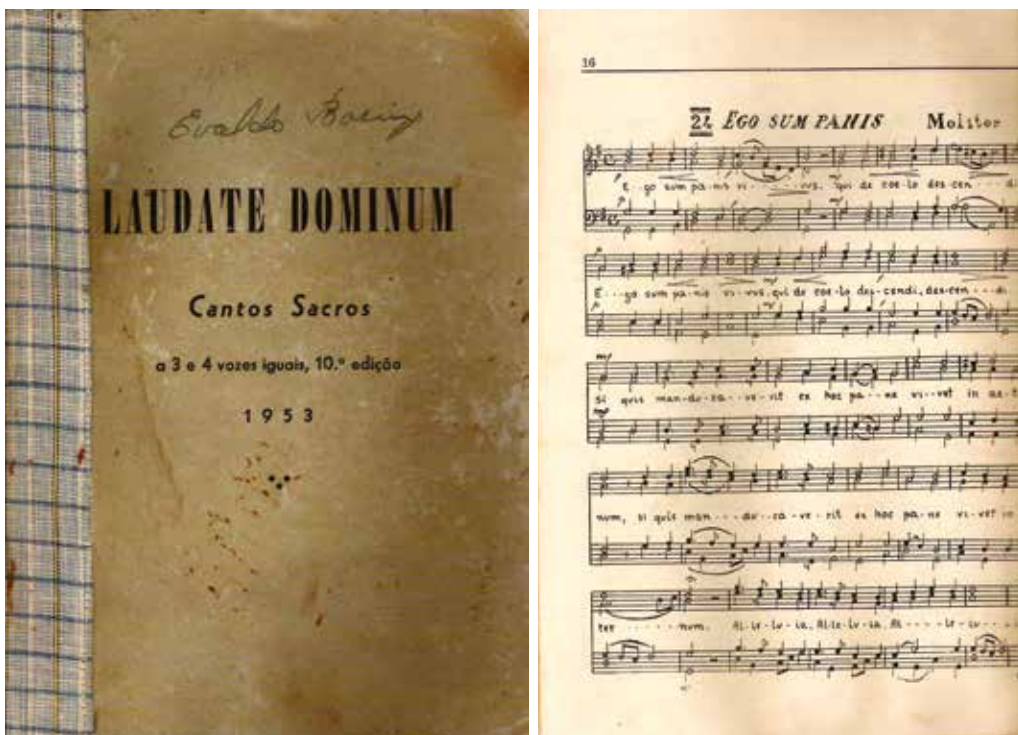 Evaldo Boeing
LAUDATE DOMINUM
Cantos Sacros
a 3 e 4 vozes iguais, 10.ª edição
1953
16
24 EGO SUM PANIS Molitor
E--go sum pa-nis vi-----vus, qui de coe-lo des-cen---di
E---go sum pa-nis vi-vus, qui de coe-lo des-cendi, des-cen---di
si quis man-du-ca--ve-rit ex hoc pa--ne vi--vet in ae-t
num, si quis man----du--ca-ve-rit ex hoc pa-ne vi-vet in
ter-----num. Al-le-lu-ia, Al-le-lu-ia, Al----le-lu---